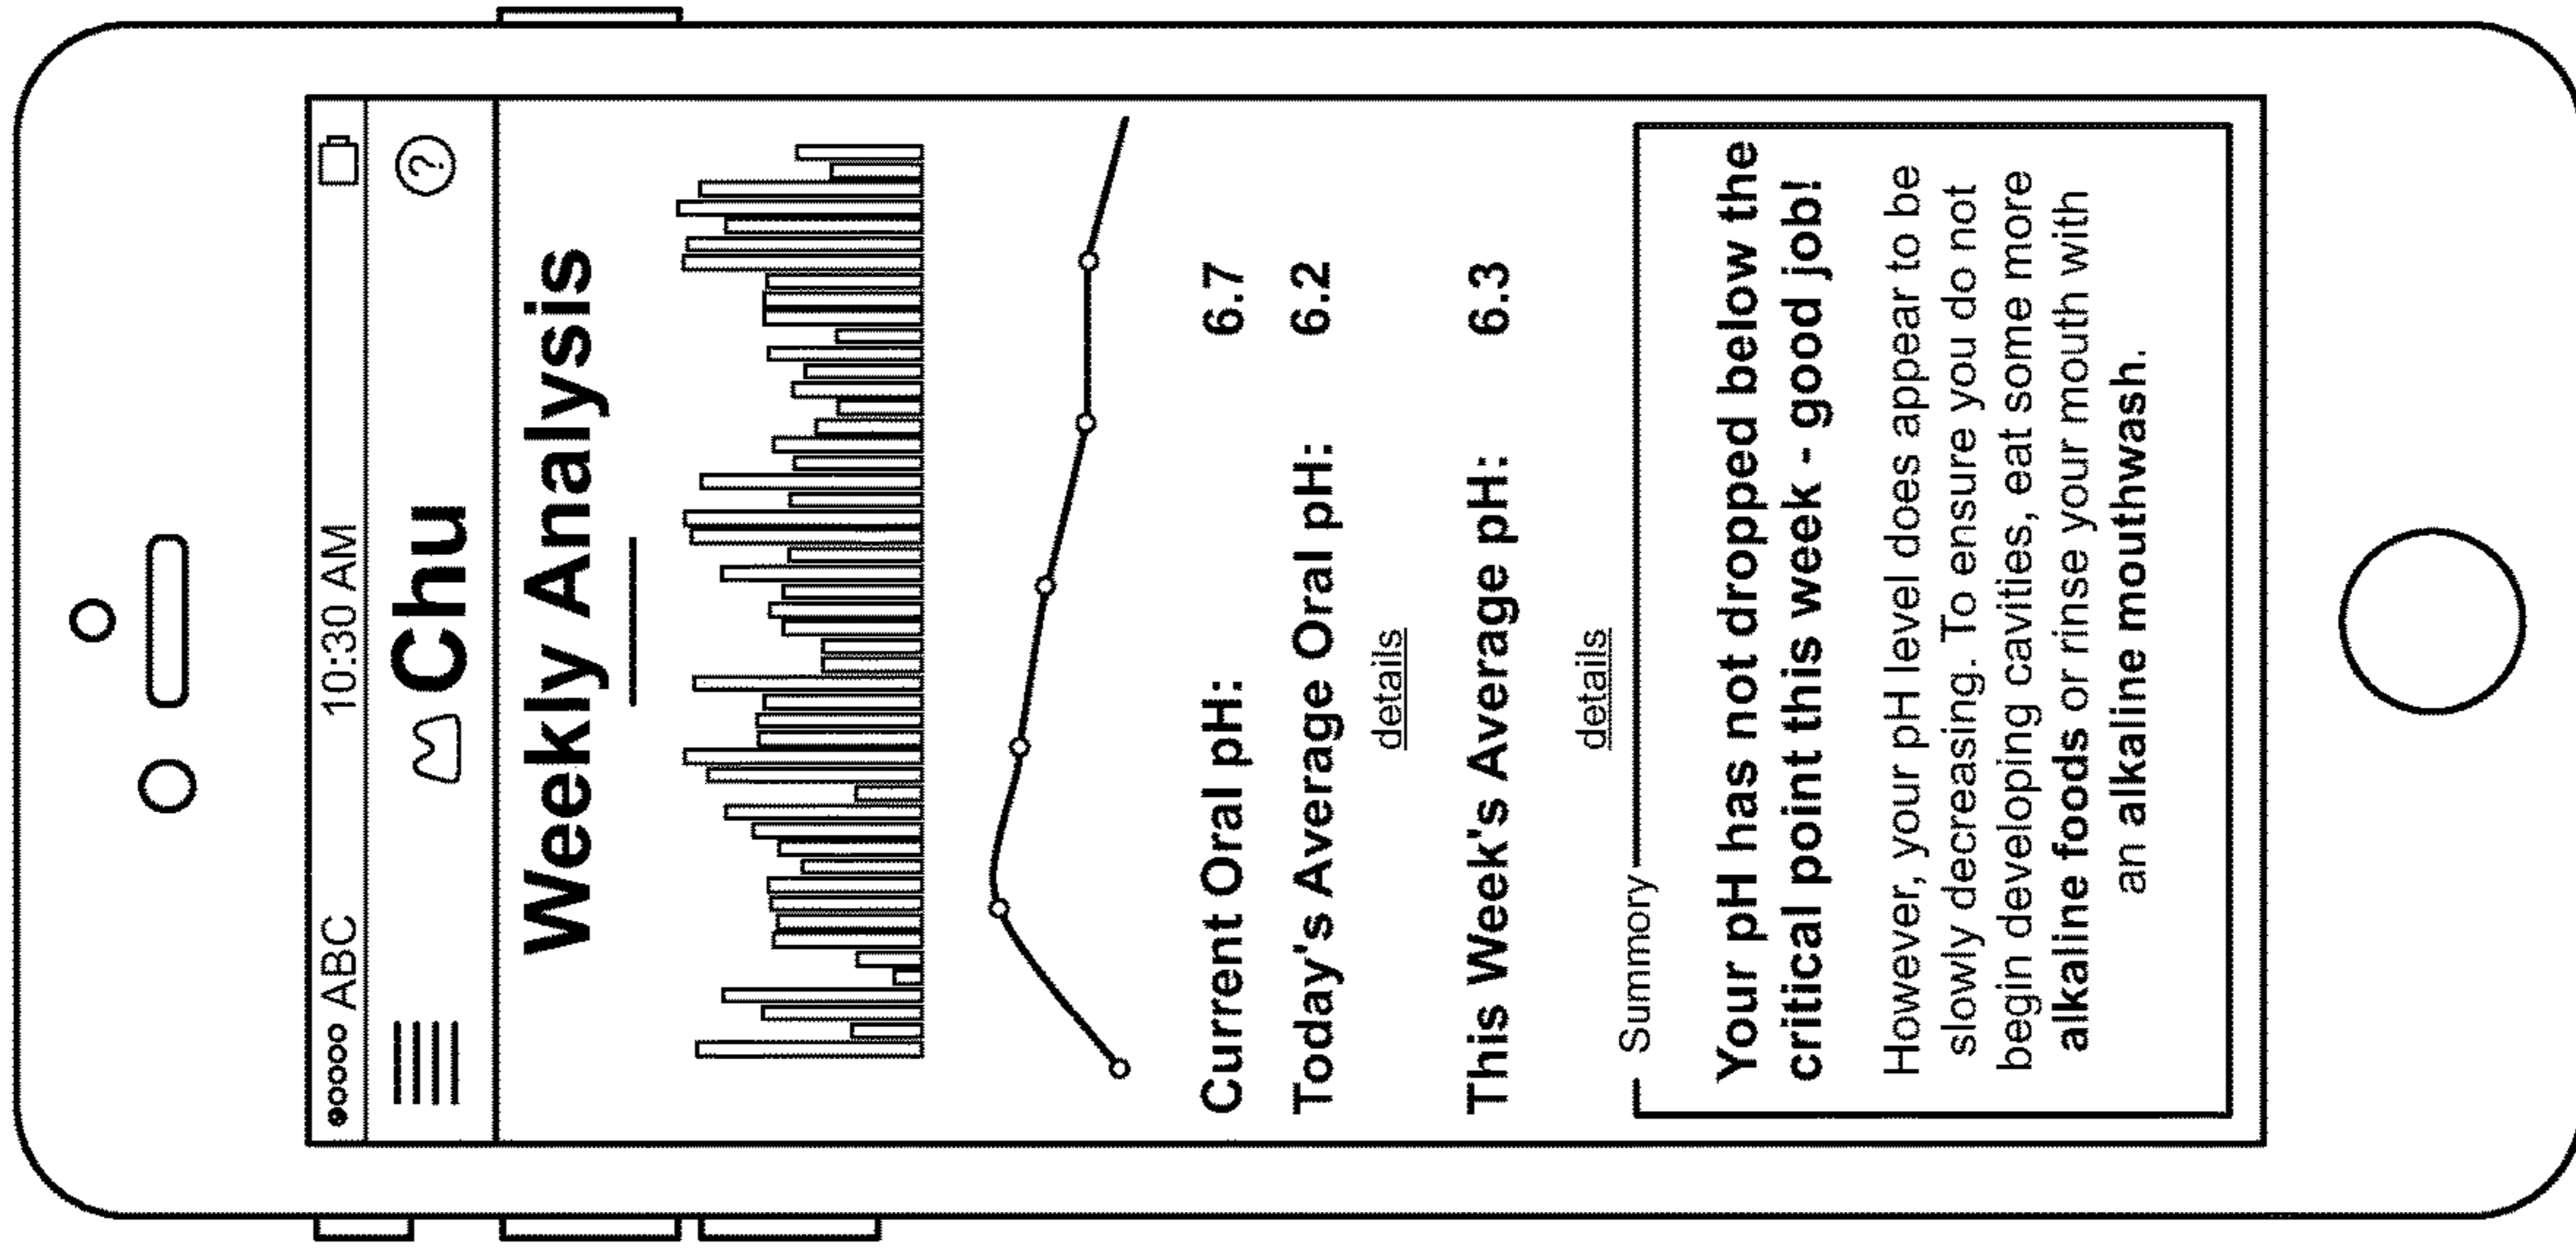 ABC 10:30 AM
Chu ?
Weekly Analysis
Current Oral pH: 6.7
Today's Average Oral pH: 6.2
details
This Week's Average pH: 6.3
details
Summory
Your pH has not dropped below the
critical point this week - good job!
However, your pH level does appear to be
slowly decreasing. To ensure you do not
begin developing cavities, eat some more
alkaline foods or rinse your mouth with
an alkaline mouthwash.